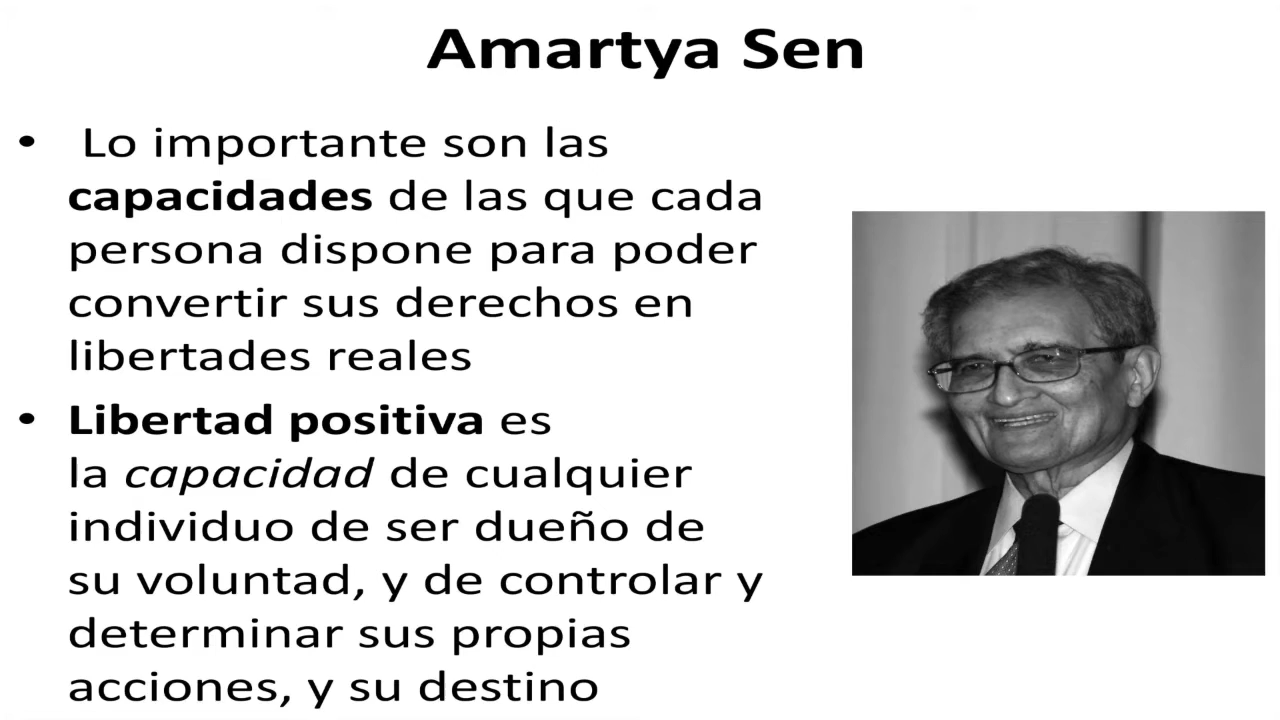 Amartya Sen
• Lo importante son las
capacidades de las que cada
persona dispone para poder
convertir sus derechos en
libertades reales
• Libertad positiva es
la capacidad de cualquier
individuo de ser dueño de
su voluntad, y de controlar y
determinar sus propias
acciones, y su destino